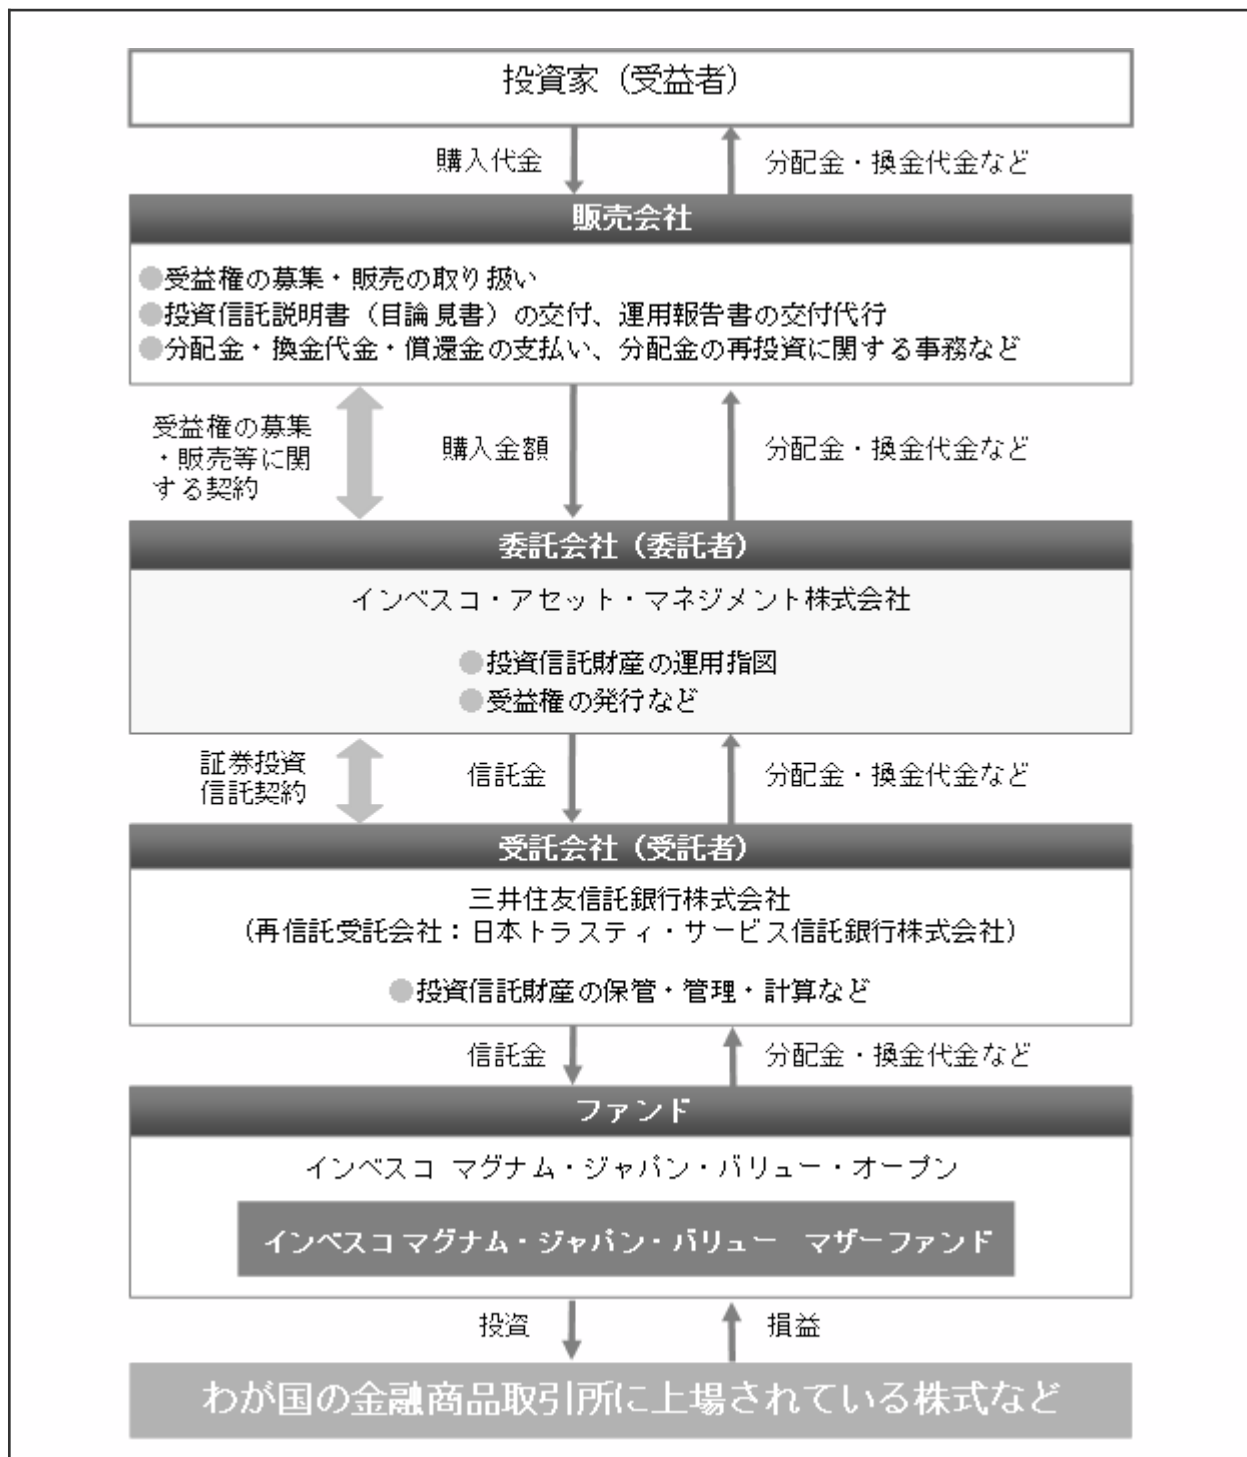 投資家（受益者）
購入代金
分配金・換金代金など
販売会社
●受益権の募集・販売の取り扱い
●投資信託説明書（目論見書）の交付、運用報告書の交付代行
●分配金・換金代金・償還金の支払い、分配金の再投資に関する事務など
受益権の募集
・販売等に関
する契約
購入金額
分配金・換金代金など
委託会社（委託者）
インベスコ・アセット・マネジメント株式会社
●投資信託財産の運用指図
●受益権の発行など
証券投資
信託契約
信託金
分配金・換金代金など
受託会社（受託者）
三井住友信託銀行株式会社
(再信託受託会社：日本トラスティ・サービス信託銀行株式会社)
●投資信託財産の保管・管理・計算など
信託金
分配金・換金代金など
ファンド
インベスコ マグナム・ジャパン・バリュー・オープン
インベスコ マグナム・ジャパン・バリュー　マザーファンド
投資
損益
わが国の金融商品取引所に上場されている株式など